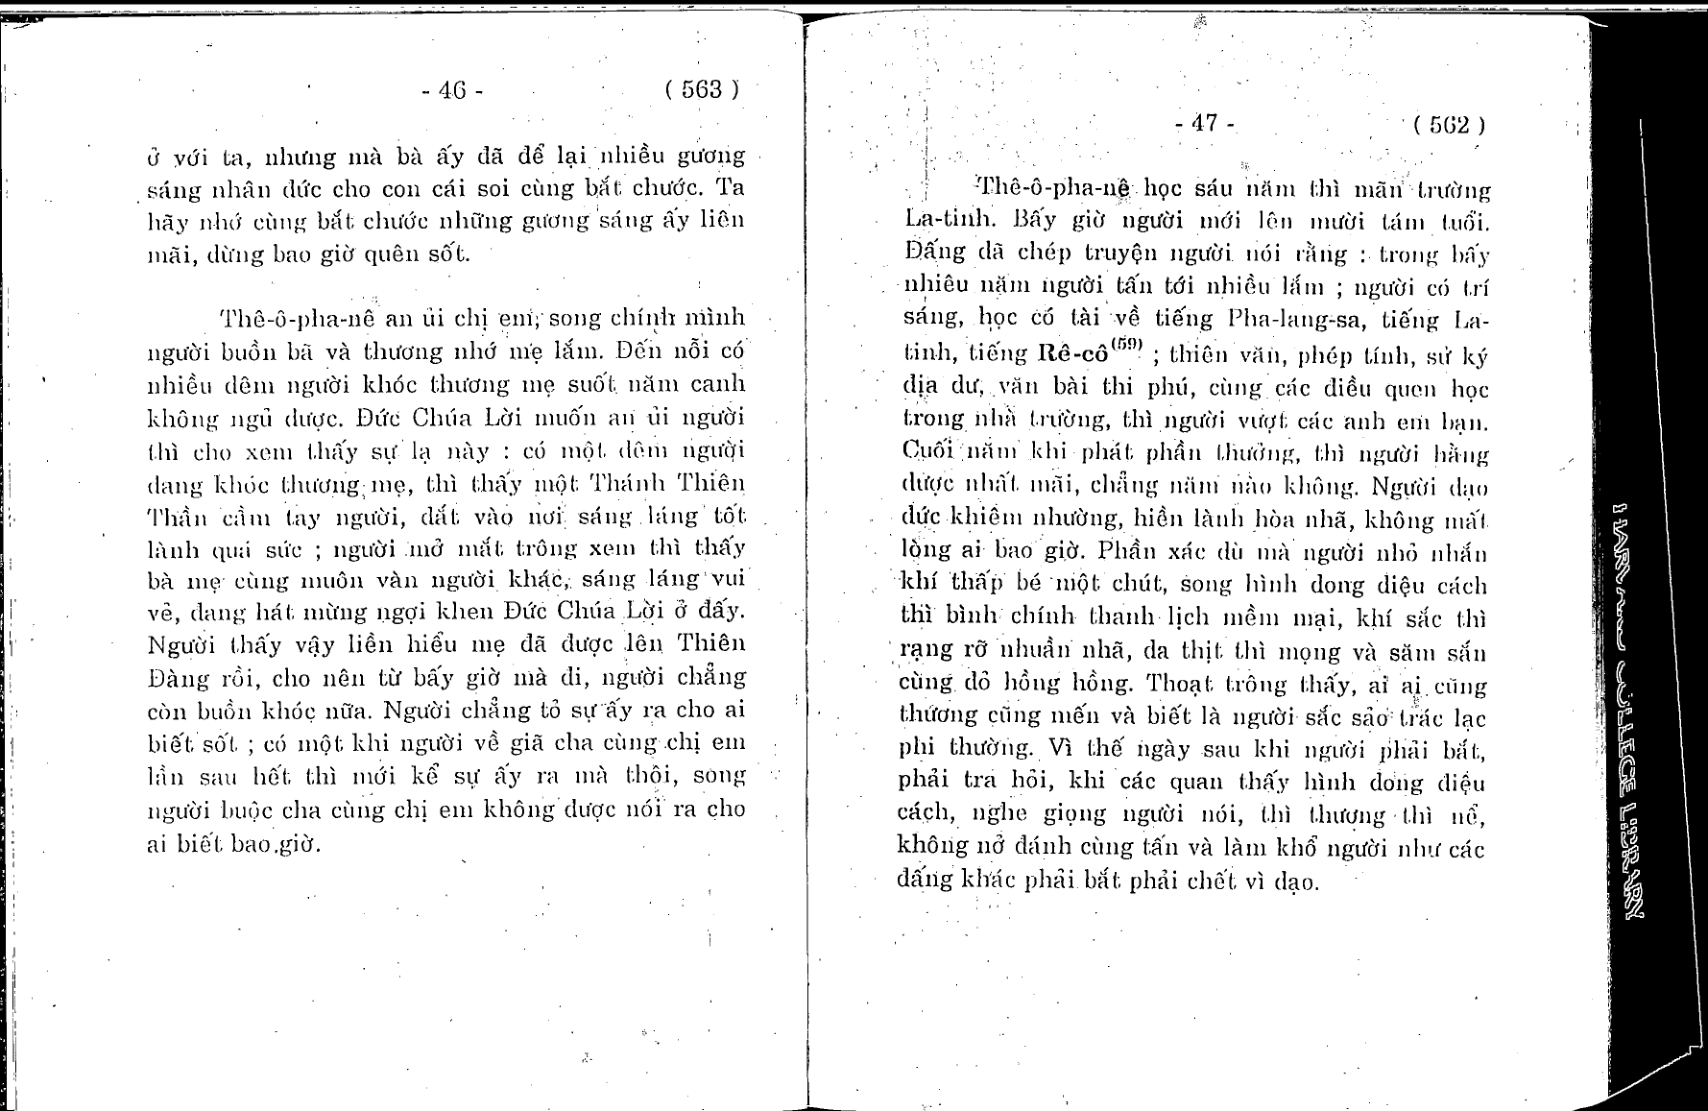 - 46 - ( 563 )
ở với ta, nhưng mà bà ấy đã để lại nhiều gương
sáng nhân đức cho con cái soi cùng bắt chước. Ta
hãy nhớ cùng bắt chước những gương sáng ấy liên
mãi, đừng bao giờ quên sốt.
Thê-ô-pha-nê an ủi chị em, song chính mình
người buồn bã và thương nhớ mẹ lắm. Đến nỗi có
nhiều đêm người khóc thương mẹ suốt năm canh
không ngủ được. Đức Chúa Lời muốn an ủi người
thì cho xem thấy sự lạ này : có một đêm người
đang khóc thương mẹ, thì thấy một Thánh Thiên
Thần cầm tay người, dắt vào nơi sáng láng tốt
lành quá sức ; người mở mắt trông xem thì thấy
bà mẹ cùng muôn vàn người khác, sáng láng vui
vẻ, đang hát mừng ngợi khen Đức Chúa Lời ở đấy.
Người thấy vậy liền hiểu mẹ đã được lên Thiên
Đàng rồi, cho nên từ bấy giờ mà đi, người chẳng
còn buồn khóc nữa. Người chẳng tỏ sự ấy ra cho ai
biết sốt ; có một khi người về giã cha cùng chị em
lần sau hết thì mới kể sự ấy ra mà thôi, song
người buộc cha cùng chị em không được nói ra cho
ai biết bao giờ.
- 47 - ( 562 )
Thê-ô-pha-nê học sáu năm thì mãn trường
La-tinh. Bấy giờ người mới lên mười tám tuổi.
Đấng đã chép truyện người nói rằng : trong bấy
nhiêu năm người tấn tới nhiều lắm ; người có trí
sáng, học có tài về tiếng Pha-lang-sa, tiếng La-
tinh, tiếng Rê-cô(59) ; thiên văn, phép tính, sử ký
địa dư, văn bài thi phú, cùng các điều quen học
trong nhà trường, thì người vượt các anh em bạn.
Cuối năm khi phát phần thưởng, thì người hằng
được nhất mãi, chẳng năm nào không. Người đạo
đức khiêm nhường, hiền lành hòa nhã, không mất
lòng ai bao giờ. Phần xác dù mà người nhỏ nhắn
khí thấp bé một chút, song hình dong diệu cách
thì bình chính thanh lịch mềm mại, khí sắc thì
rạng rỡ nhuần nhã, da thịt thì mọng và săm sắn
cùng đỏ hồng hồng. Thoạt trông thấy, ai ai cũng
thương cũng mến và biết là người sắc sảo trác lạc
phi thường. Vì thế ngày sau khi người phải bắt,
phải tra hỏi, khi các quan thấy hình dong điệu
cách, nghe giọng người nói, thì thượng thì nể,
không nở đánh cùng tấn và làm khổ người như các
đấng khác phải bắt phải chết vì đạo.
HARVARD COLLEGE LIBRARY